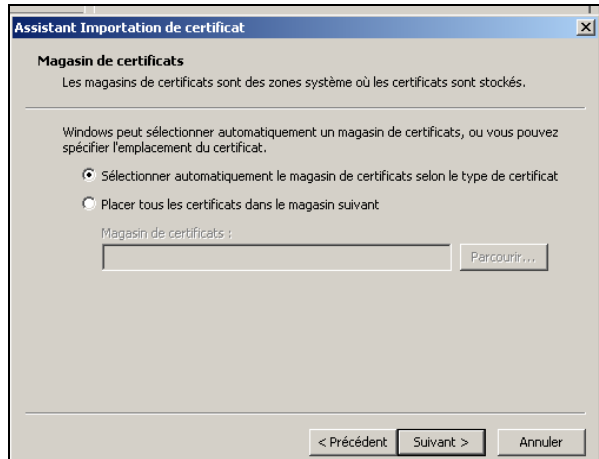 Assistant Importation de certificat
Magasin de certificats
Les magasins de certificats sont des zones système où les certificats sont stockés.
Windows peut sélectionner automatiquement un magasin de certificats, ou vous pouvez
spécifier l'emplacement du certificat.
Sélectionner automatiquement le magasin de certificats selon le type de certificat
Placer tous les certificats dans le magasin suivant
Magasin de certificats :
Parcourir...
< Précédent Suivant > Annuler